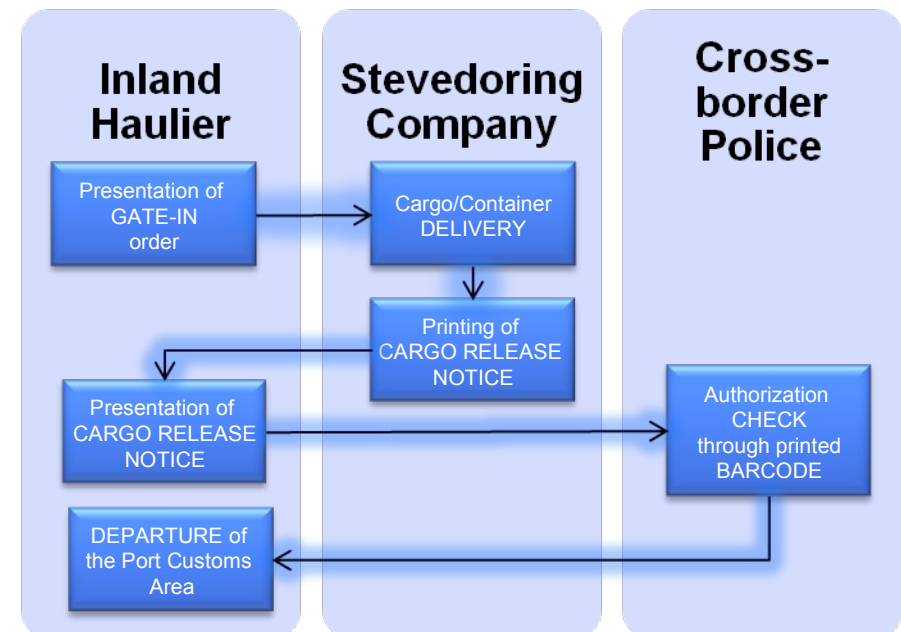 Inland
Haulier
Stevedoring
Company
Cross-
border
Police
Presentation of
GATE-IN
order
Cargo/Container
DELIVERY
Printing of
CARGO RELEASE
NOTICE
Presentation of
CARGO RELEASE
NOTICE
Authorization
CHECK
through printed
BARCODE
DEPARTURE of
the Port Customs
Area